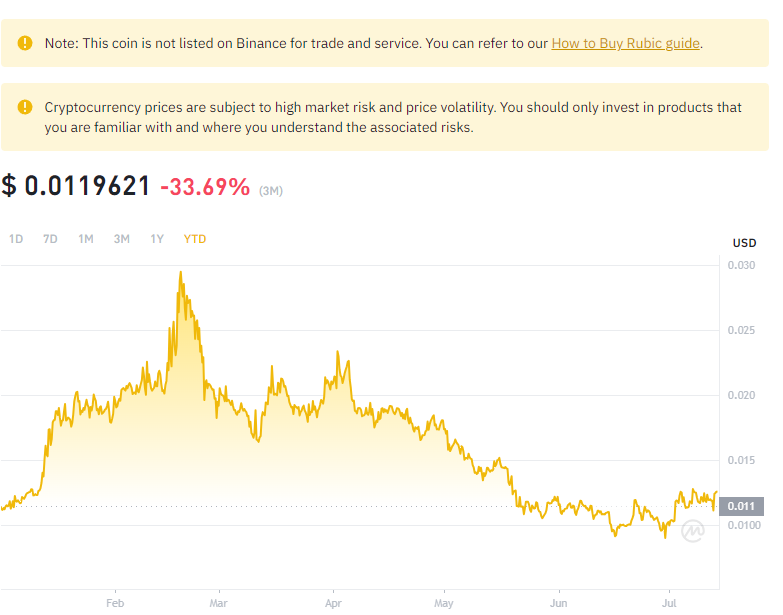 Note: This coin is not listed on Binance for trade and service. You can refer to our How to Buy Rubic guide.
Cryptocurrency prices are subject to high market risk and price volatility. You should only invest in products that
you are familiar with and where you understand the associated risks.
$ 0.0119621 -33.69% (3M)
1D 7D 1M 3M 1Y YTD
USD
0.030
0.025
0.020
0.015
0.011
0.0100
Feb Mar Apr May Jun Jul